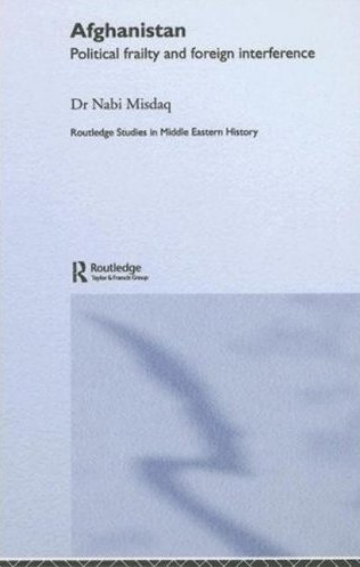 Afghanistan
Political frailty and foreign interference
Dr Nabi Misdaq
Routledge Studies in Middle Eastern History
Routledge
Taylor & Francis Group